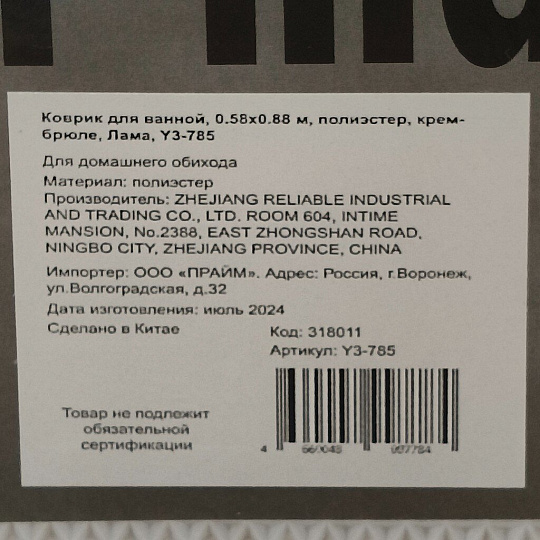 Коврик для ванной, 0.58х0.88 м, полиэстер, крем-
брюле, Лама, Y3-785
Для домашнего обихода
Материал: полиэстер
Производитель: ZHEJIANG RELIABLE INDUSTRIAL
AND TRADING CO., LTD. ROOM 604, INTIME
MANSION, No.2388, EAST ZHONGSHAN ROAD,
NINGBO CITY, ZHEJIANG PROVINCE, CHINA
Импортер: ООО «ПРАЙМ». Адрес: Россия, г.Воронеж,
ул.Волгоградская, д.32
Дата изготовления: июль 2024
Сделано в Китае
Код: 318011
Артикул: Y3-785
Товар не подлежит
обязательной
сертификации